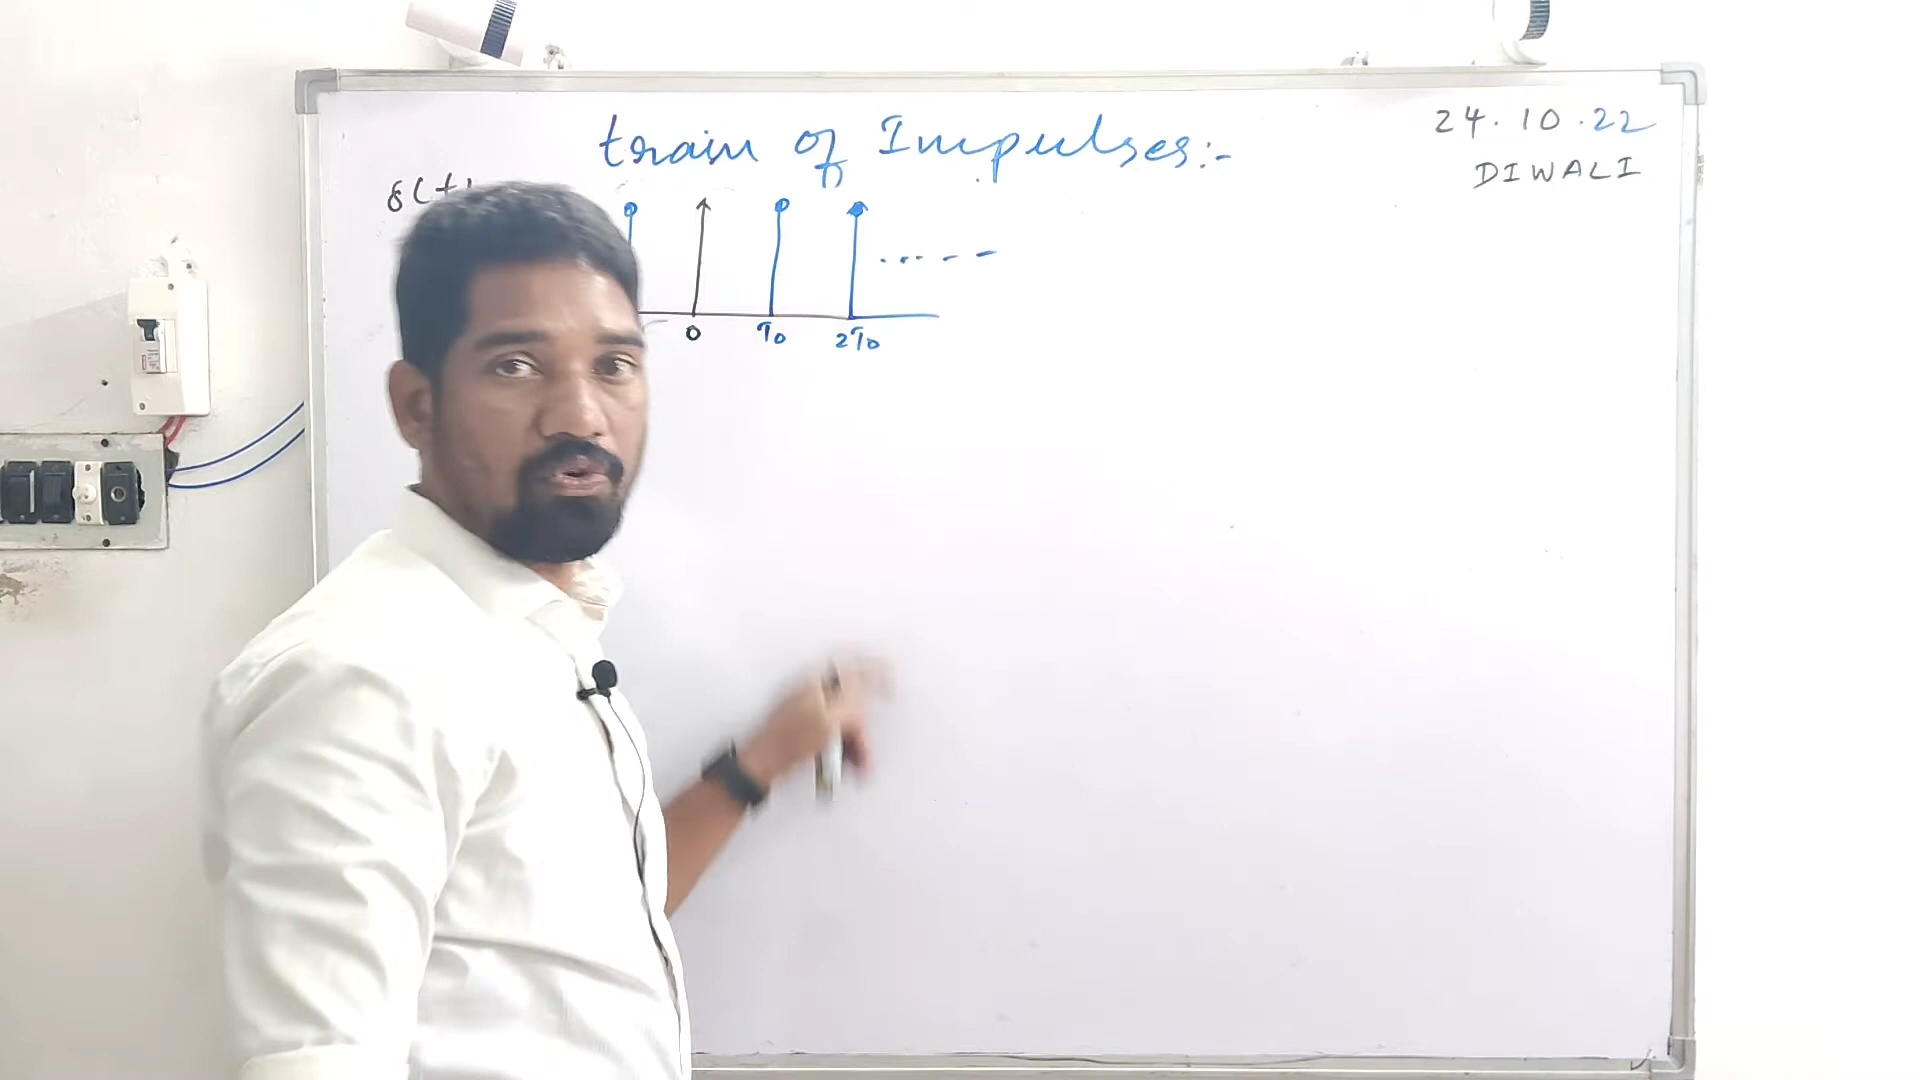 train of Impulses:-
24.10.22
DIWALI
δ(t)
0 T0 2T0